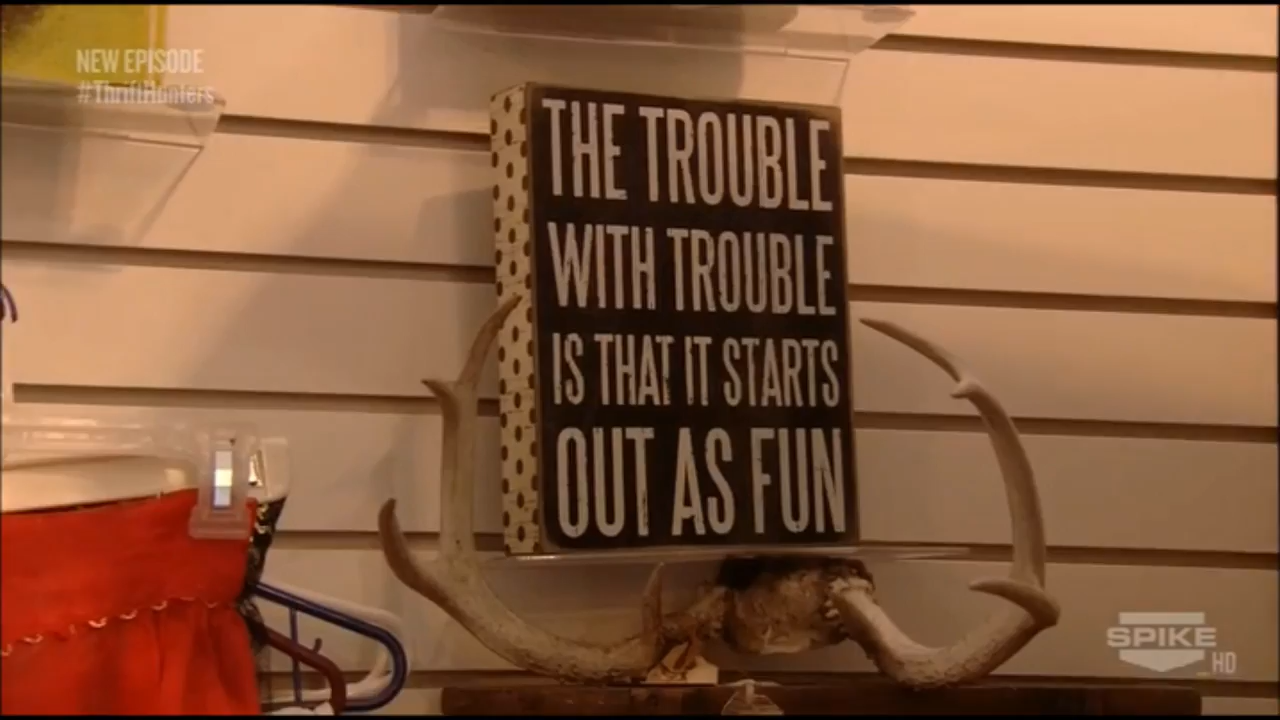 NEW EPISODE
#ThriftHunters
THE TROUBLE
WITH TROUBLE
IS THAT IT STARTS
OUT AS FUN
SPIKE
HD